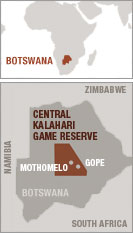 BOTSWANA
ZIMBABWE
CENTRAL
KALAHARI
GAME RESERVE
NAMIBIA
GOPE
MOTHOMELO
BOTSWANA
SOUTH AFRICA